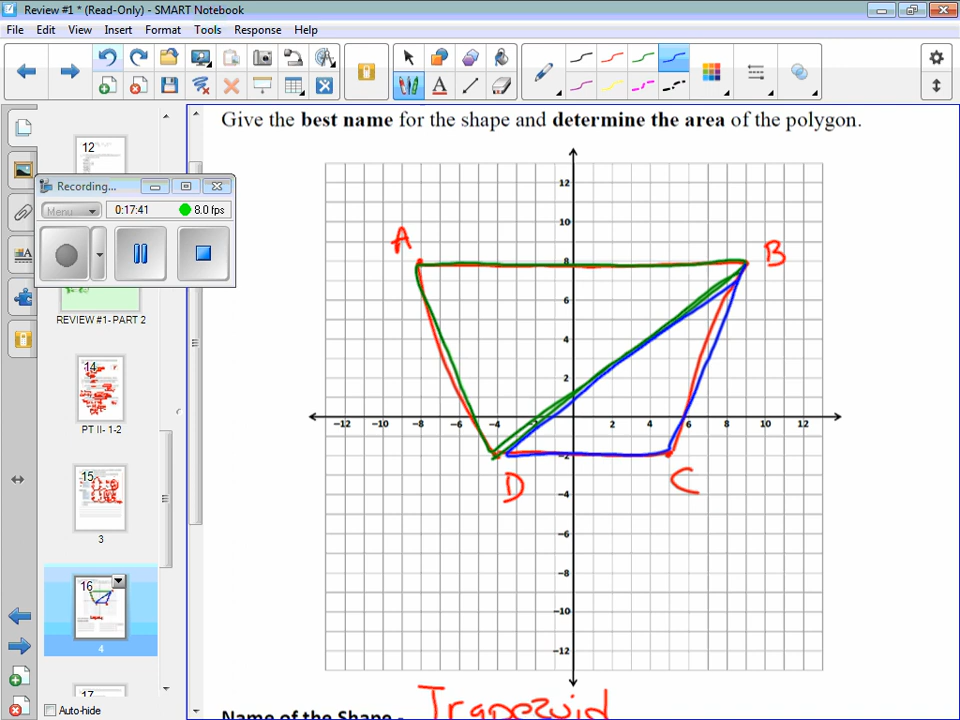 Review #1 * (Read-Only) - SMART Notebook
File Edit View Insert Format Tools Response Help
12
Recording...
Menu
0:17:41
8.0 fps
REVIEW #1- PART 2
14
PT II- 1-2
15
3
16
4
17
Auto-hide
Give the best name for the shape and determine the area of the polygon.
12
10
8
6
4
2
-12 -10 -8 -6 -4 -2 2 4 6 8 10 12
-2
-4
-6
-8
-10
-12
A
B
D
C
Name of the Shape - Trapezoid